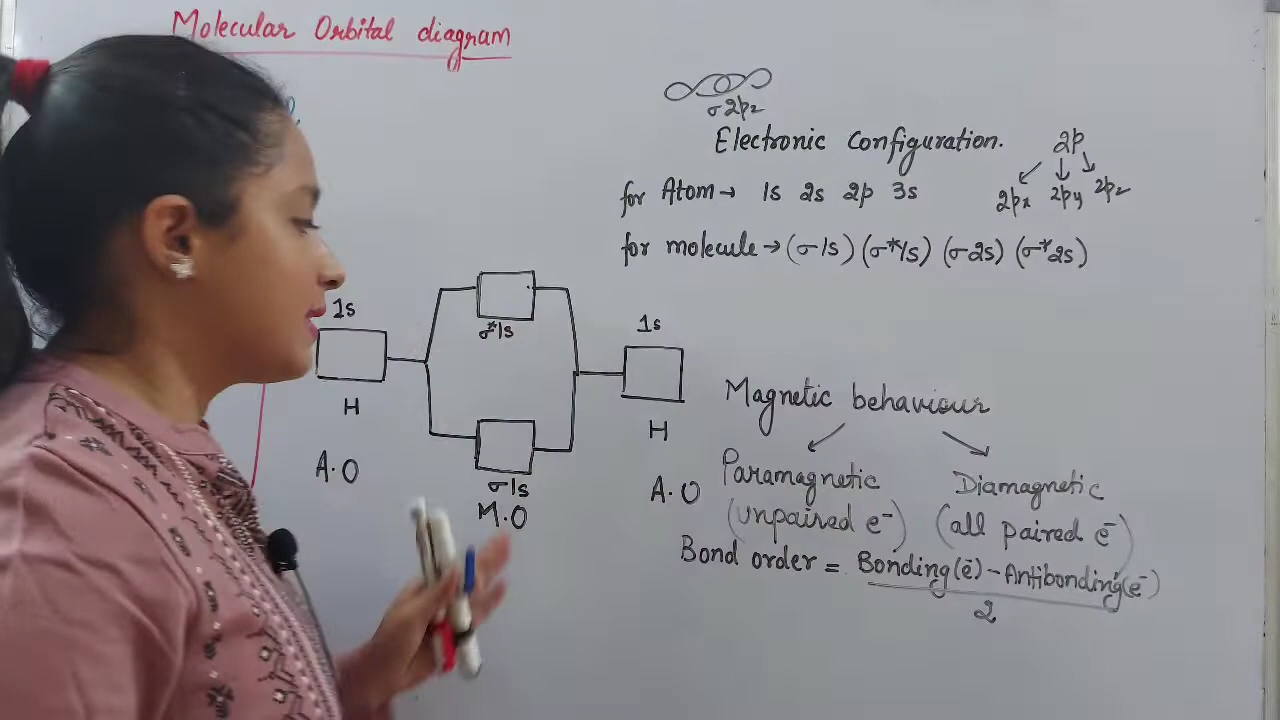 Molecular Orbital diagram
σ2pz
Electronic Configuration.
2p
2px 2py 2pz
for Atom → 1s 2s 2p 3s
for molecule → (σ1s) (σ*1s) (σ2s) (σ*2s)
1s
σ*1s
1s
H
H
A.O
σ1s
M.O
A.O
Magnetic behaviour
Paramagnetic
(unpaired e⁻)
Diamagnetic
(all paired e⁻)
Bond order = Bonding(e⁻) - Antibonding(e⁻)
2